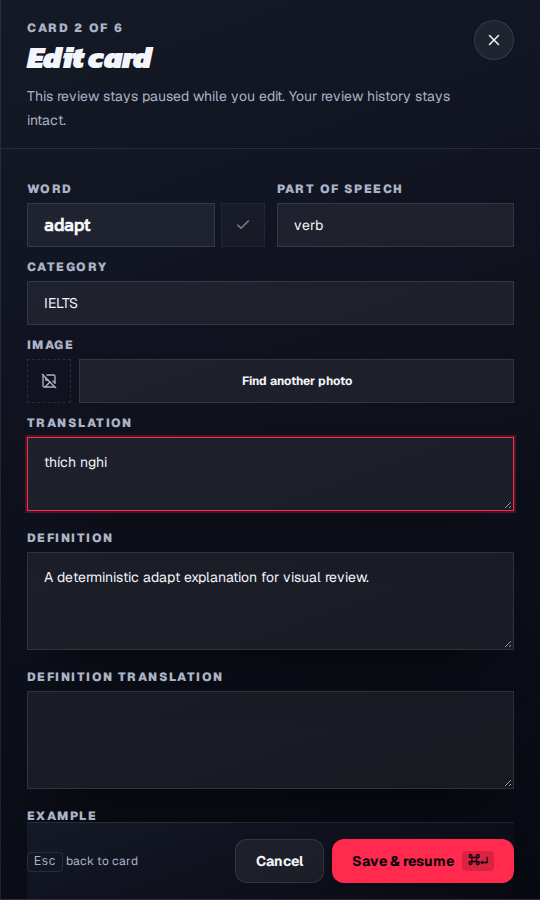 CARD 2 OF 6
Edit card
This review stays paused while you edit. Your review history stays
intact.
WORD
PART OF SPEECH
adapt
verb
CATEGORY
IELTS
IMAGE
Find another photo
TRANSLATION
thích nghi
DEFINITION
A deterministic adapt explanation for visual review.
DEFINITION TRANSLATION
EXAMPLE
Esc back to card
Cancel
Save & resume ⌘↵